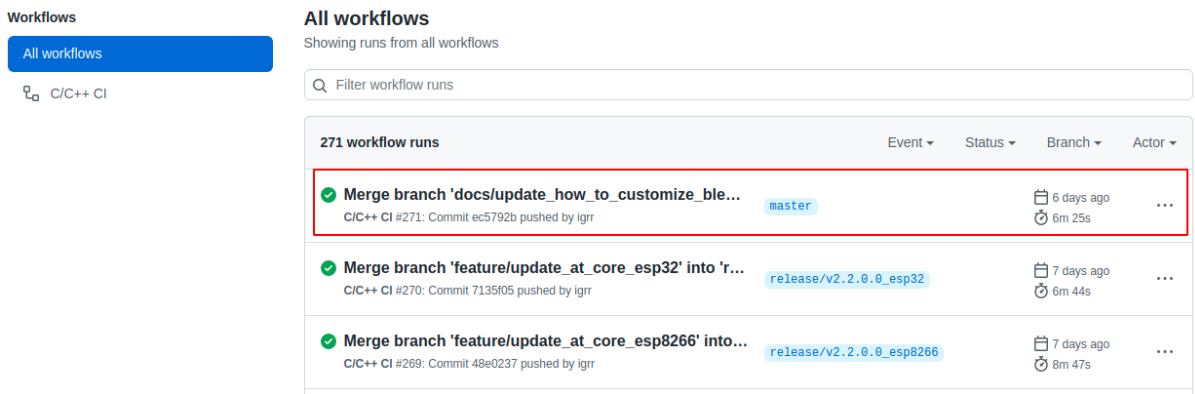 Workflows
All workflows
C/C++ CI
All workflows
Showing runs from all workflows
Filter workflow runs
271 workflow runs Event Status Branch Actor
Merge branch 'docs/update_how_to_customize_ble...
C/C++ CI #271: Commit ec5792b pushed by igrr
master
6 days ago
6m 25s
Merge branch 'feature/update_at_core_esp32' into 'r...
C/C++ CI #270: Commit 7135f05 pushed by igrr
release/v2.2.0.0_esp32
7 days ago
6m 44s
Merge branch 'feature/update_at_core_esp8266' into...
C/C++ CI #269: Commit 48e0237 pushed by igrr
release/v2.2.0.0_esp8266
7 days ago
8m 47s